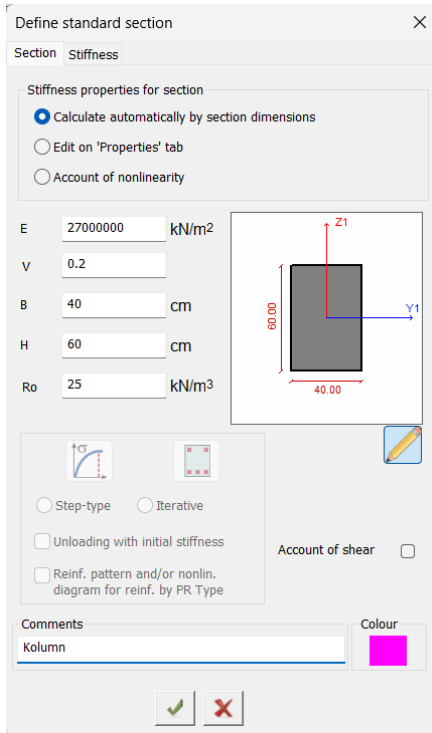 Define standard section
Section Stiffness
Stiffness properties for section
Calculate automatically by section dimensions
Edit on 'Properties' tab
Account of nonlinearity
E 27000000 kN/m2
V 0.2
B 40 cm
H 60 cm
Ro 25 kN/m3
Z1
Y1
60.00
40.00
σ
Step-type Iterative
Unloading with initial stiffness
Reinf. pattern and/or nonlin.
diagram for reinf. by PR Type
Account of shear
Comments
Kolumn
Colour